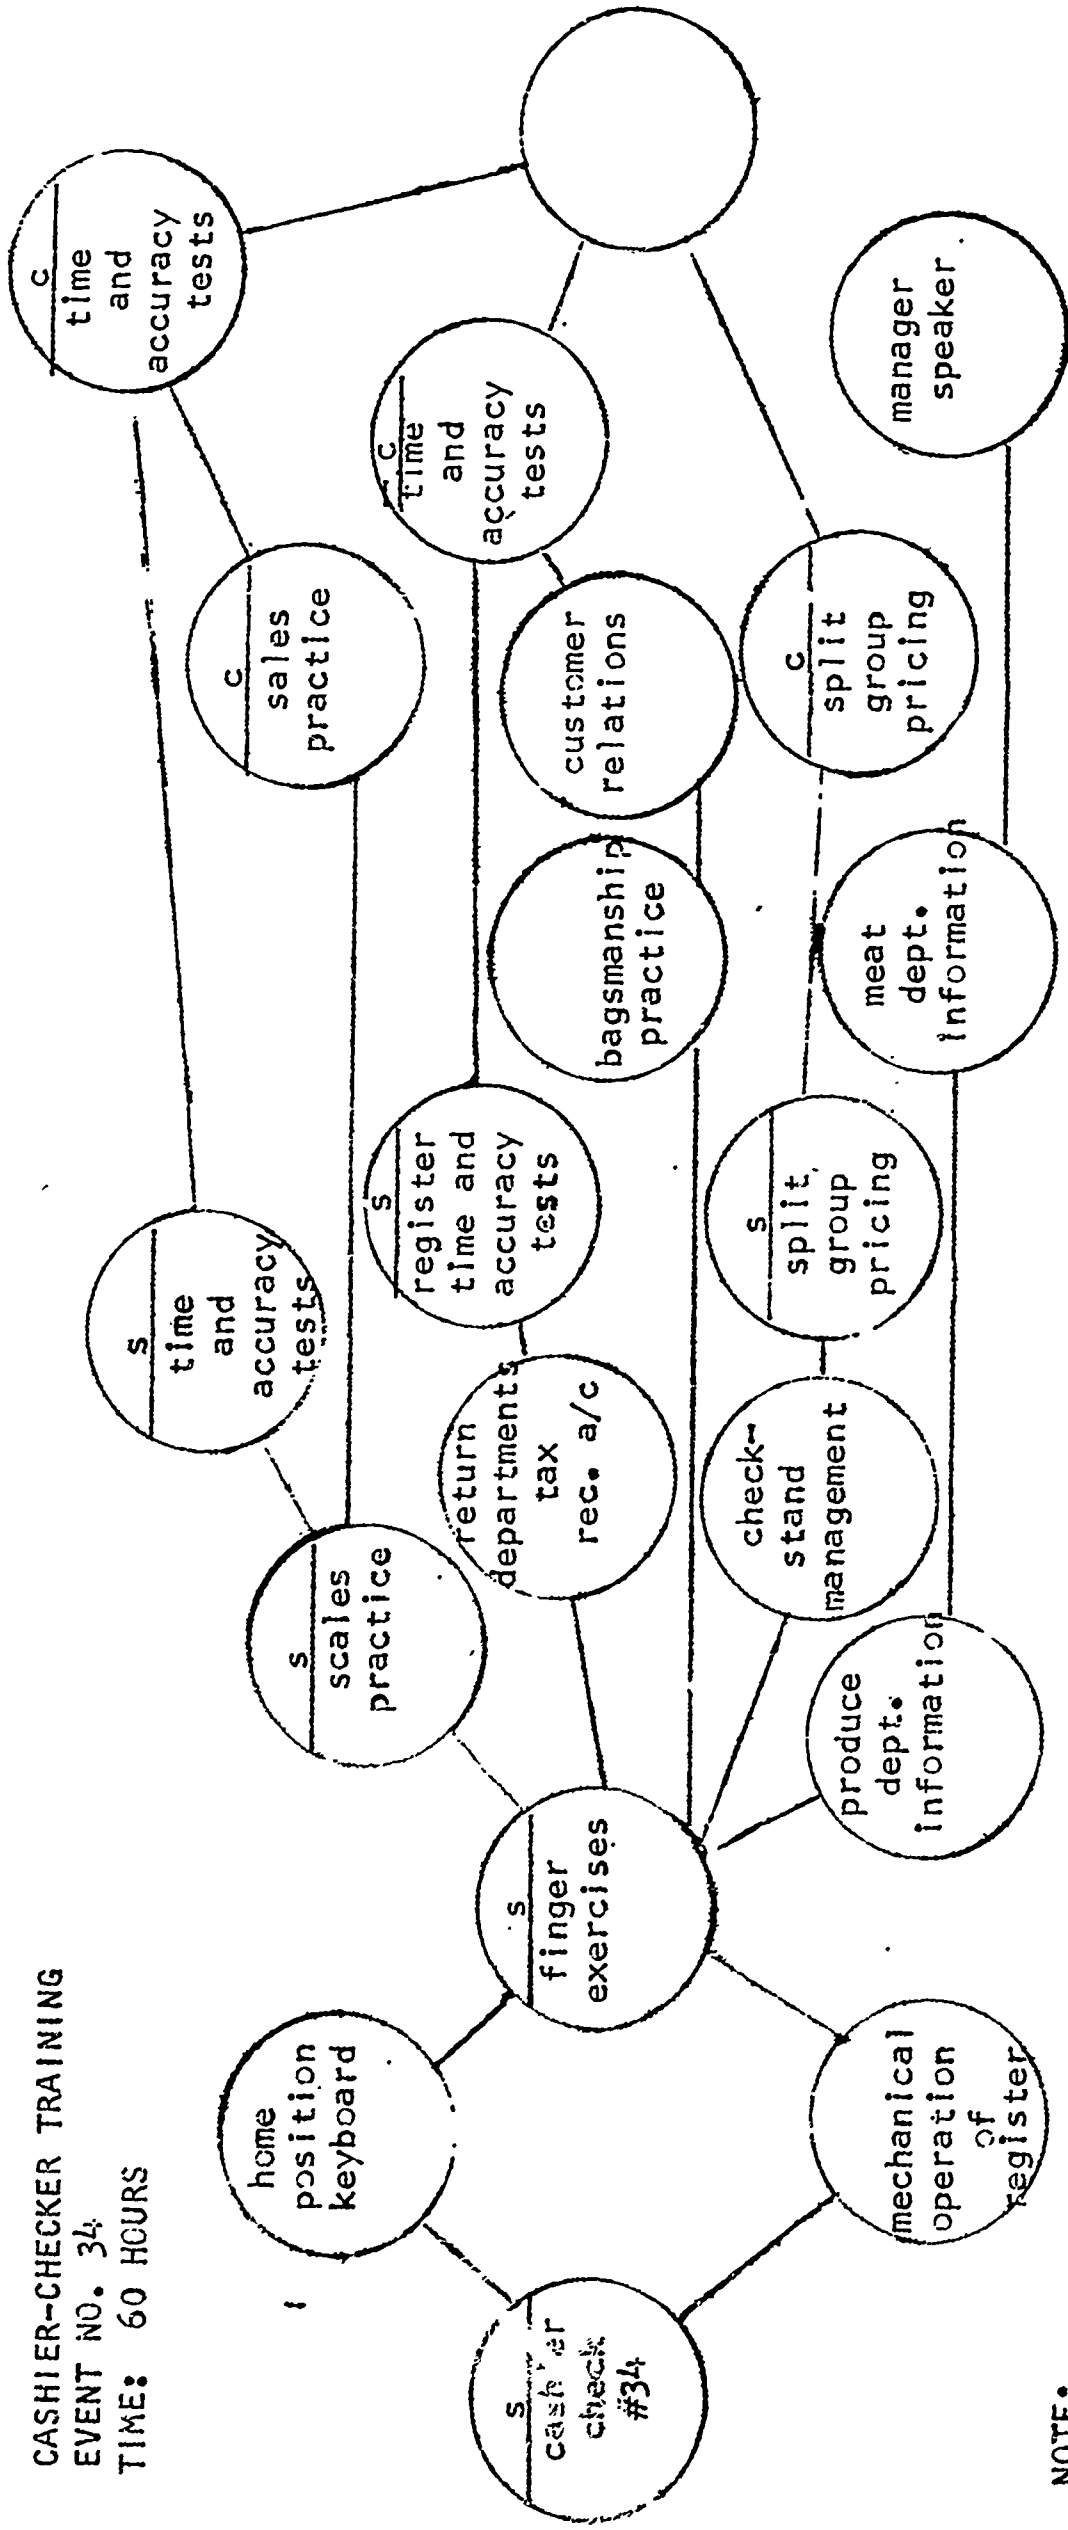 CASHIER-CHECKER TRAINING
EVENT NO. 34
TIME: 60 HOURS
s
check
#34
home
position
keyboard
mechanical
operation
of
register
s
finger
exercises
s
scales
practice
return
departments
tax
rec. a/c
check-
stand
management
produce
dept.
information
s
time
and
accuracy
tests
s
register
time and
accuracy
tests
s
split
group
pricing
bagsmanship
practice
meat
dept.
information
c
sales
practice
customer
relations
c
split
group
pricing
c
time
and
accuracy
tests
c
time
and
accuracy
tests
manager
speaker
NOTE.